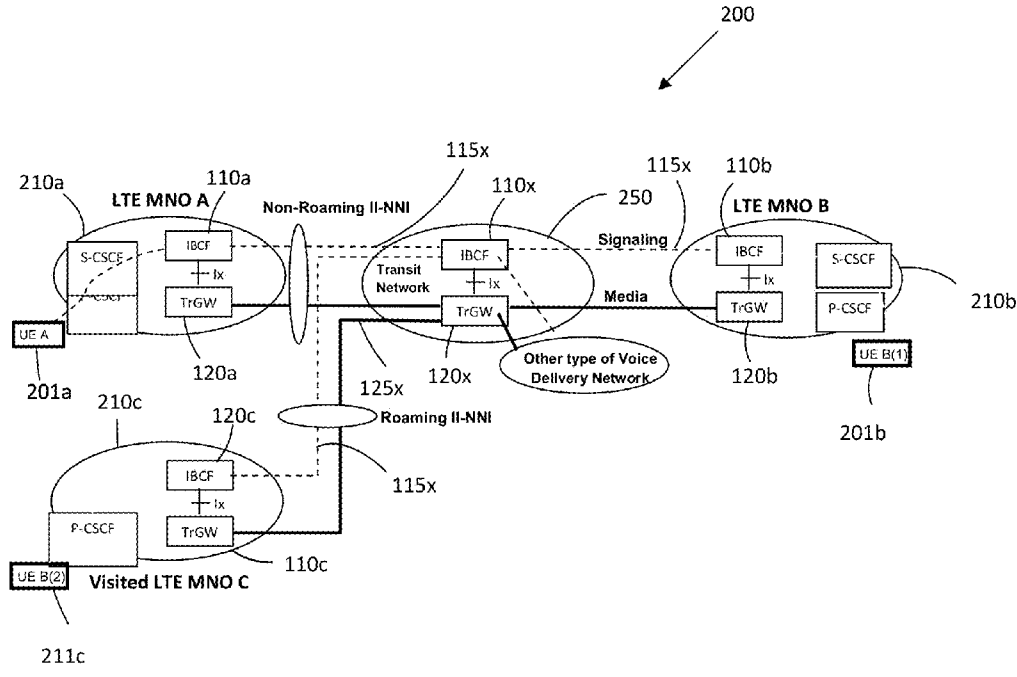 200
115x
115x
110b
210a
LTE MNO A
110a
110x
250
LTE MNO B
Non-Roaming II-NNI
Signaling
S-CSCF
IBCF
Ix
TrGW
Transit
Network
IBCF
Ix
TrGW
Media
IBCF
Ix
TrGW
S-CSCF
P-CSCF
210b
UE A
UE B(1)
201a
120a
125x
120x
Other type of Voice
Delivery Network
120b
201b
210c
120c
Roaming II-NNI
IBCF
Ix
TrGW
115x
P-CSCF
110c
UE B(2)
Visited LTE MNO C
211c